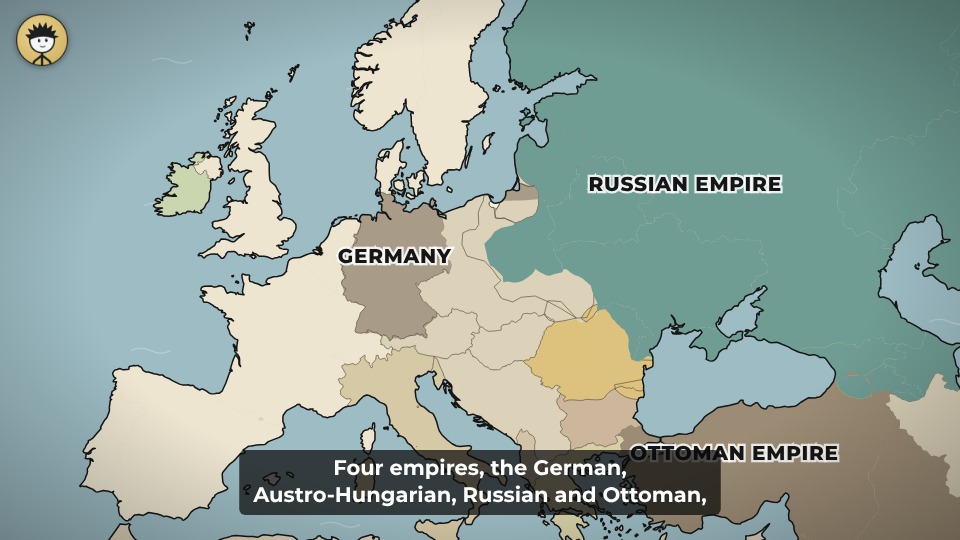 RUSSIAN EMPIRE
GERMANY
OTTOMAN EMPIRE
Four empires, the German,
Austro-Hungarian, Russian and Ottoman,